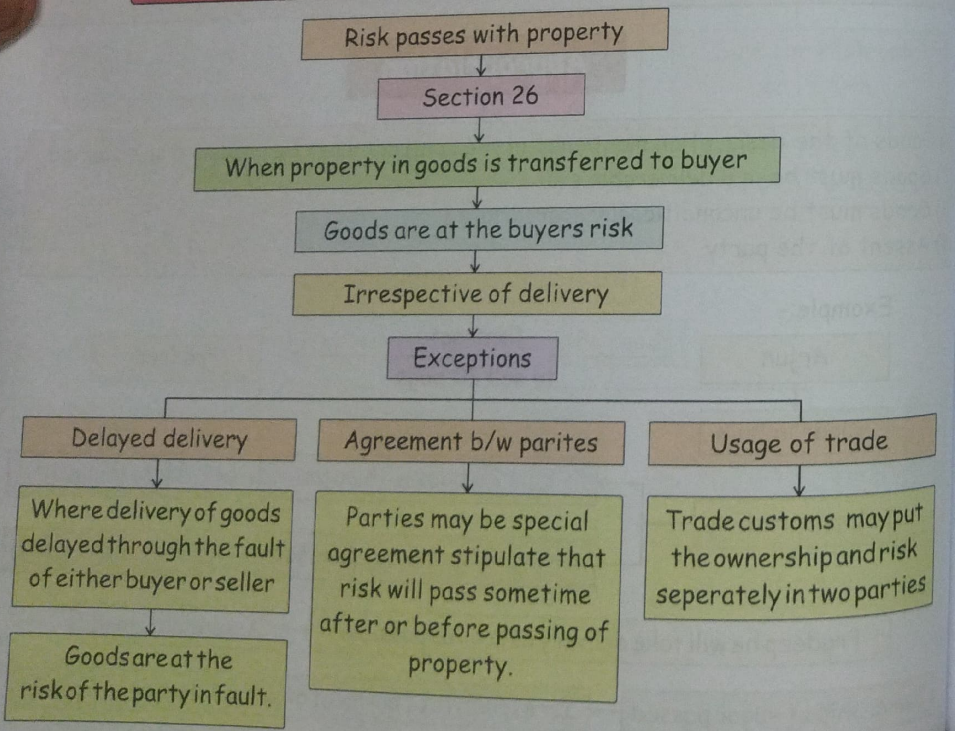 Risk passes with property
Section 26
When property in goods is transferred to buyer
Goods are at the buyers risk
Irrespective of delivery
Exceptions
Delayed delivery
Where delivery of goods
delayed through the fault
of either buyer or seller
Goods are at the
risk of the party in fault.
Agreement b/w parites
Parties may be special
agreement stipulate that
risk will pass sometime
after or before passing of
property.
Usage of trade
Trade customs may put
the ownership and risk
seperately in two parties